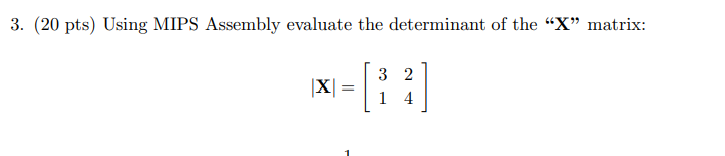 3. (20 pts) Using MIPS Assembly evaluate the determinant of the “X” matrix:
|X| = [ 3 2
1 4 ]
1